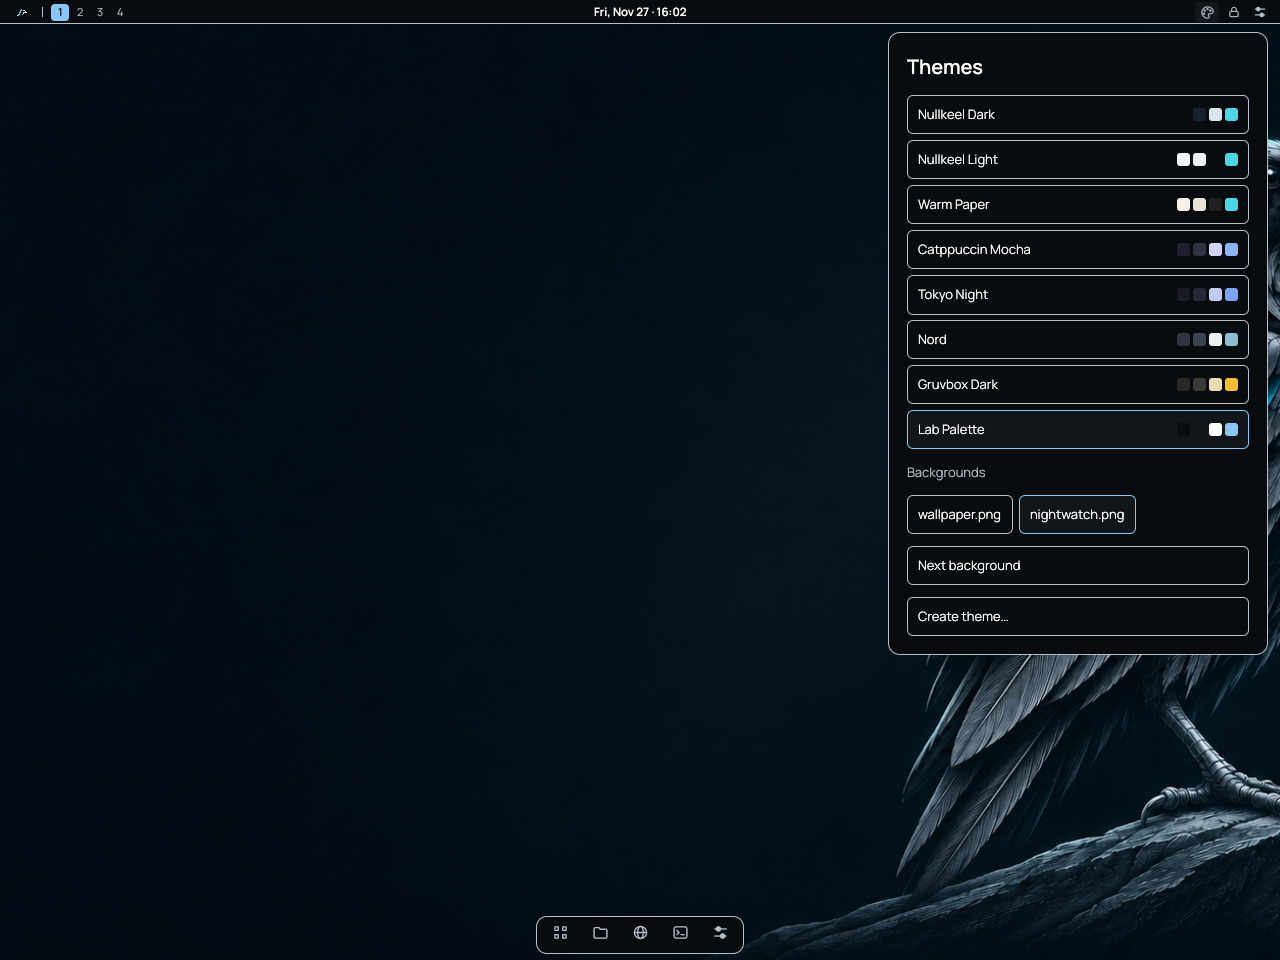 1 2 3 4
Fri, Nov 27 · 16:02
Themes
Nullkeel Dark
Nullkeel Light
Warm Paper
Catppuccin Mocha
Tokyo Night
Nord
Gruvbox Dark
Lab Palette
Backgrounds
wallpaper.png nightwatch.png
Next background
Create theme...